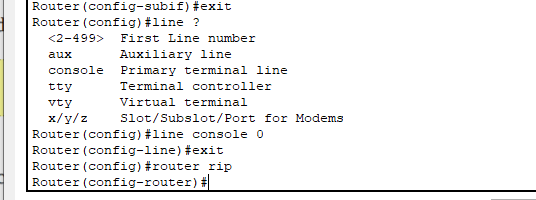 Router(config-subif)#exit
Router(config)#line ?
<2-499> First Line number
aux Auxiliary line
console Primary terminal line
tty Terminal controller
vty Virtual terminal
x/y/z Slot/Subslot/Port for Modems
Router(config)#line console 0
Router(config-line)#exit
Router(config)#router rip
Router(config-router)#